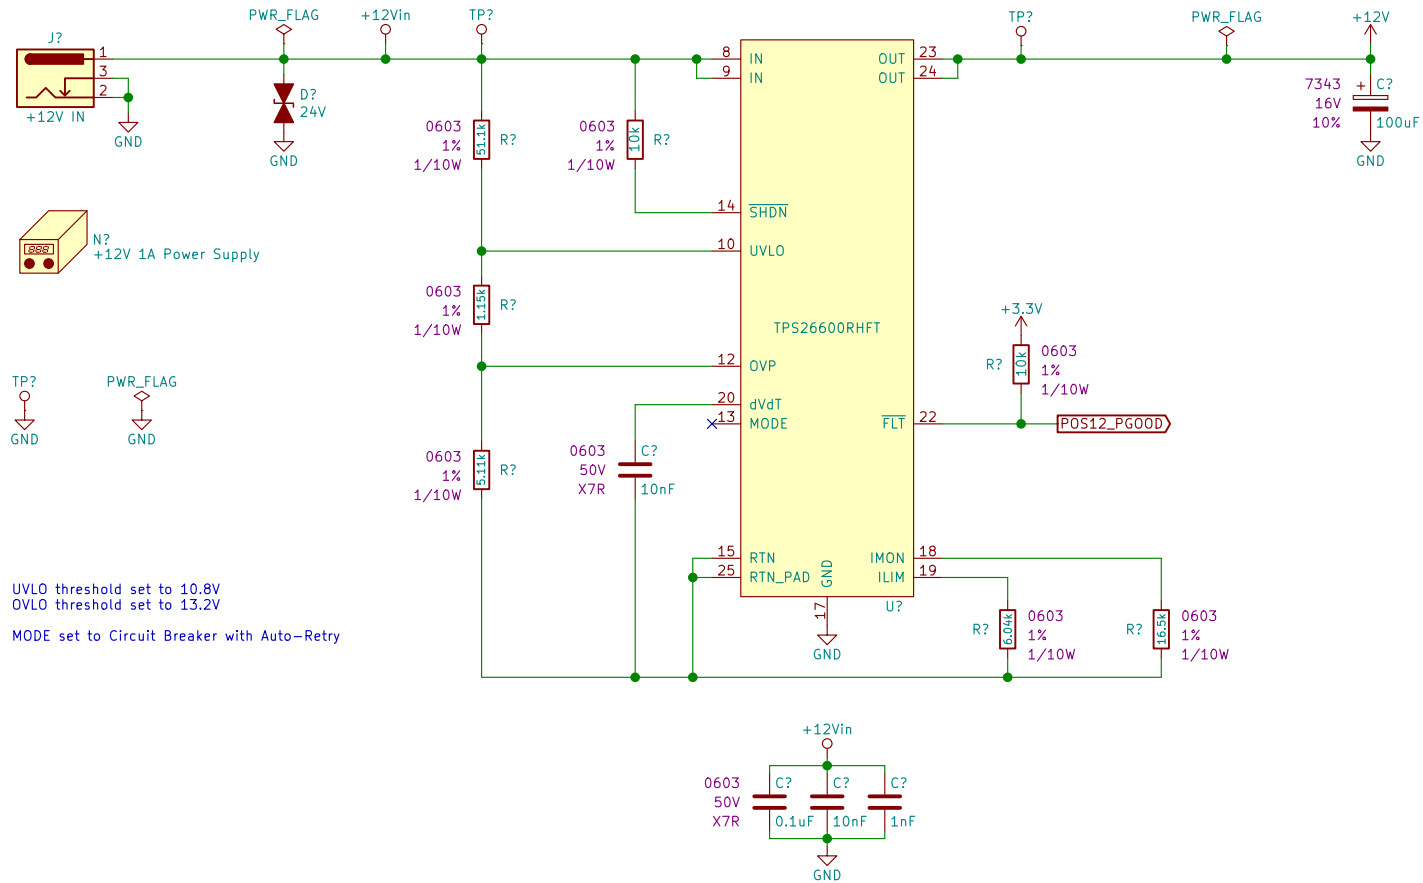 J?
1
3
2
+12V IN
GND
PWR_FLAG
D?
24V
GND
+12Vin
TP?
0603
1%
1/10W
51.1k
R?
0603
1%
1/10W
10k
R?
8 IN
9 IN
14 SHDN
10 UVLO
12 OVP
20 dVdT
13 MODE
15 RTN
25 RTN_PAD
TPS26600RHFT
GND
17
GND
U?
OUT 23
OUT 24
FLT 22
IMON 18
ILIM 19
TP?
PWR_FLAG
+12V
7343
16V
10%
C?
100uF
GND
N?
+12V 1A Power Supply
0603
1%
1/10W
1.15k
R?
+3.3V
R?
10k
0603
1%
1/10W
POS12_PGOOD
TP?
GND
PWR_FLAG
GND
0603
1%
1/10W
5.11k
R?
0603
50V
X7R
C?
10nF
UVLO threshold set to 10.8V
OVLO threshold set to 13.2V
MODE set to Circuit Breaker with Auto-Retry
R?
6.04k
0603
1%
1/10W
R?
16.5k
0603
1%
1/10W
+12Vin
0603
50V
X7R
C?
0.1uF
C?
10nF
C?
1nF
GND